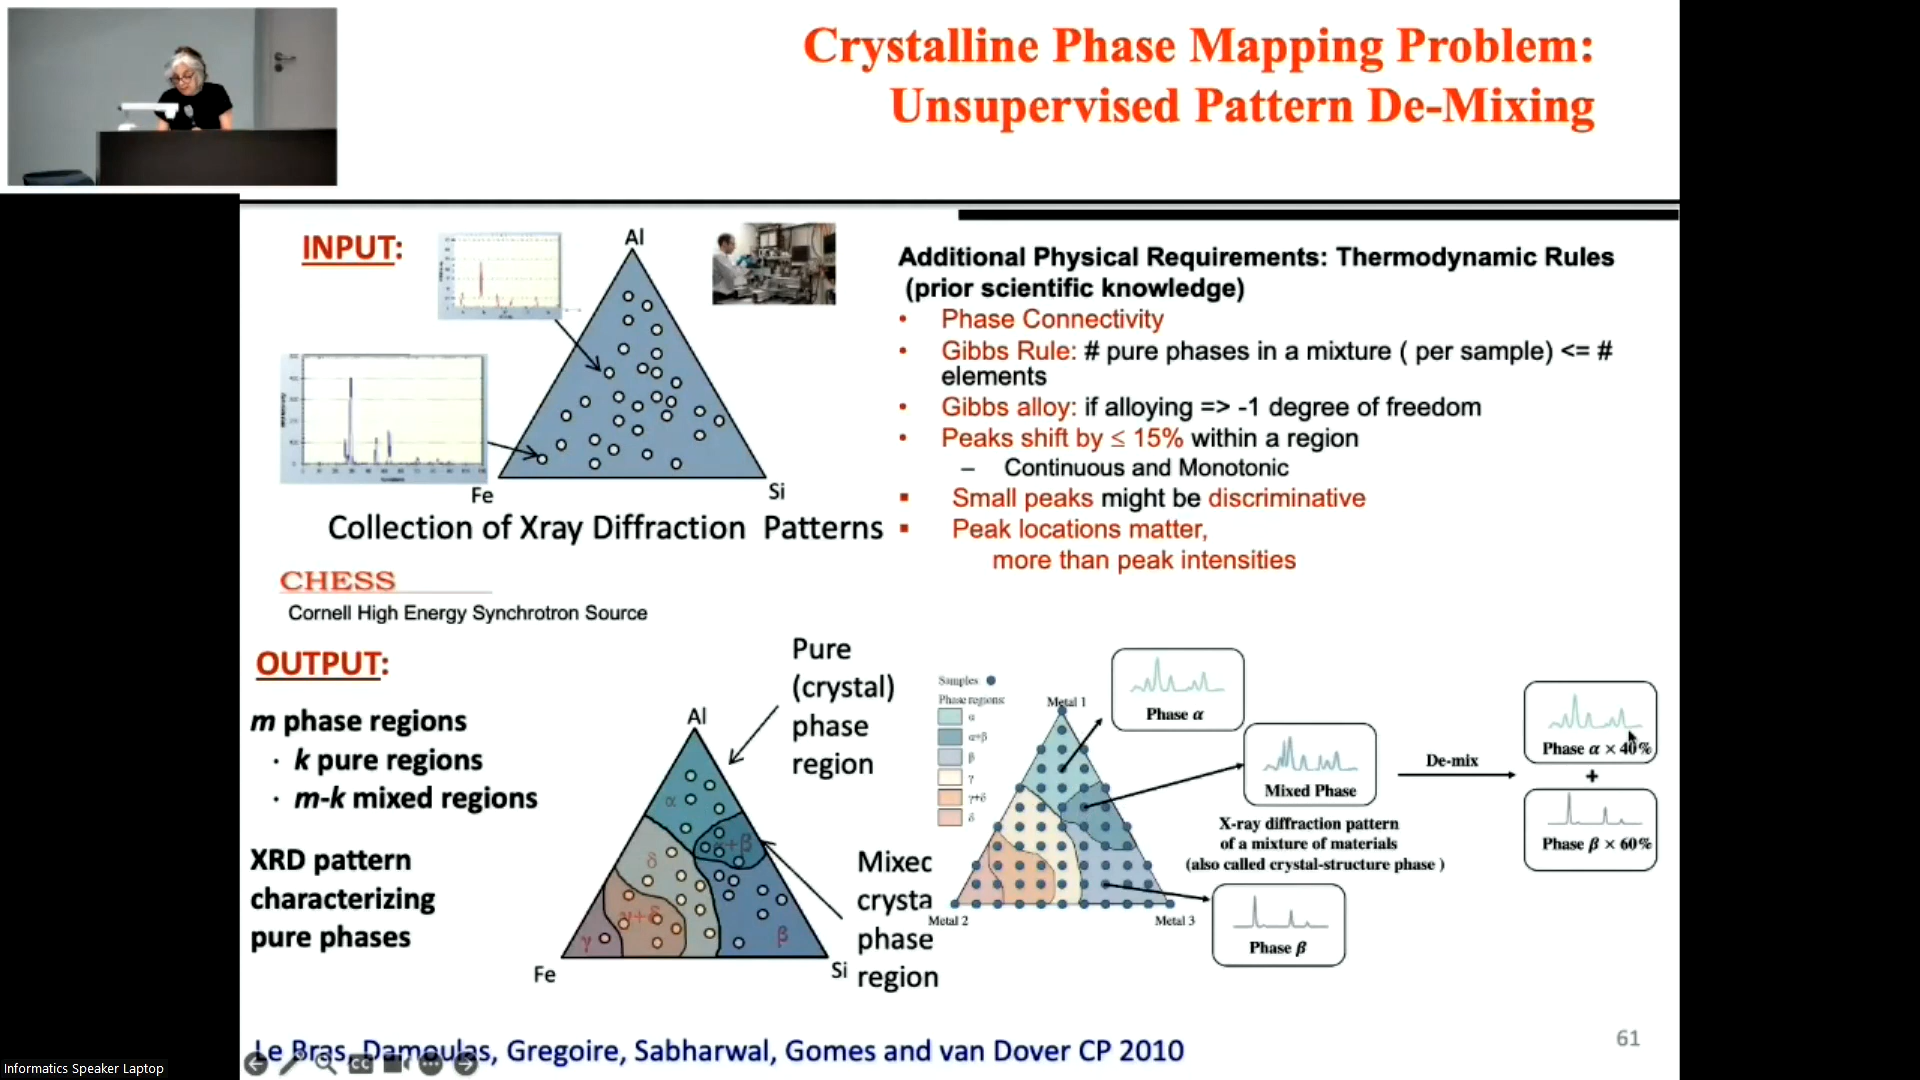 Crystalline Phase Mapping Problem:
Unsupervised Pattern De-Mixing
INPUT:
Al
Fe
Si
Collection of Xray Diffraction Patterns
CHESS
Cornell High Energy Synchrotron Source
Additional Physical Requirements: Thermodynamic Rules
(prior scientific knowledge)
• Phase Connectivity
• Gibbs Rule: # pure phases in a mixture ( per sample) <= #
elements
• Gibbs alloy: if alloying => -1 degree of freedom
• Peaks shift by ≤ 15% within a region
– Continuous and Monotonic
▪ Small peaks might be discriminative
▪ Peak locations matter,
more than peak intensities
OUTPUT:
m phase regions
· k pure regions
· m-k mixed regions
XRD pattern
characterizing
pure phases
Pure
(crystal)
phase
region
Al
α
α+β
δ
γ+δ
γ
β
Fe
Si
Mixec
crysta
phase
region
Samples
Phase regions:
α
α+β
β
γ
γ+δ
δ
Metal 1
Metal 2
Metal 3
Phase α
Mixed Phase
X-ray diffraction pattern
of a mixture of materials
(also called crystal-structure phase )
Phase β
De-mix
Phase α × 40%
+
Phase β × 60%
Le Bras, Damoulas, Gregoire, Sabharwal, Gomes and van Dover CP 2010
61
CC
Informatics Speaker Laptop